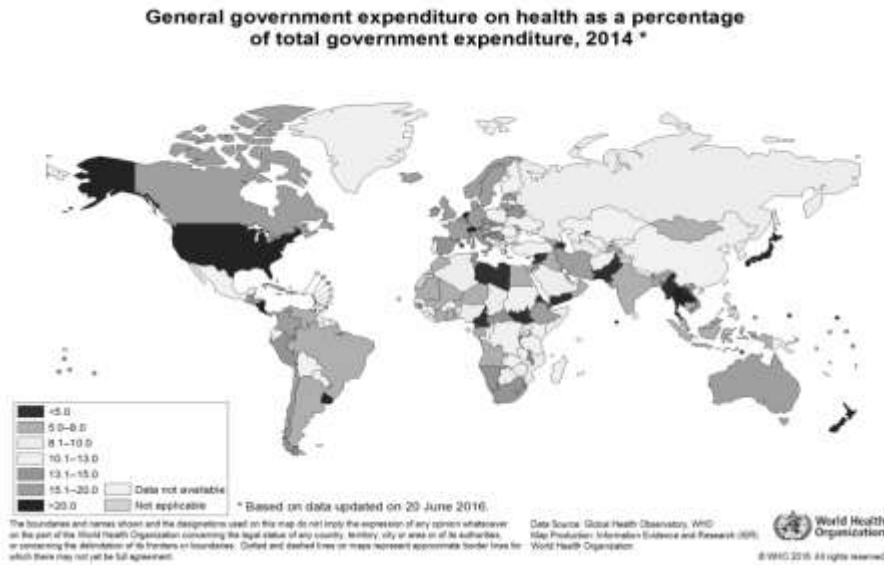 General government expenditure on health as a percentage
of total government expenditure, 2014 *
<5.0
5.0–8.0
8.1–10.0
10.1–13.0
13.1–15.0
15.1–20.0
>20.0
Data not available
Not applicable
* Based on data updated on 20 June 2016.
The boundaries and names shown and the designations used on this map do not imply the expression of any opinion whatsoever
on the part of the World Health Organization concerning the legal status of any country, territory, city or area or of its authorities,
or concerning the delimitation of its frontiers or boundaries. Dotted and dashed lines on maps represent approximate border lines for
which there may not yet be full agreement.
Data Source: Global Health Observatory, WHO
Map Production: Information Evidence and Research (IER)
World Health Organization
World Health
Organization
© WHO 2016. All rights reserved.